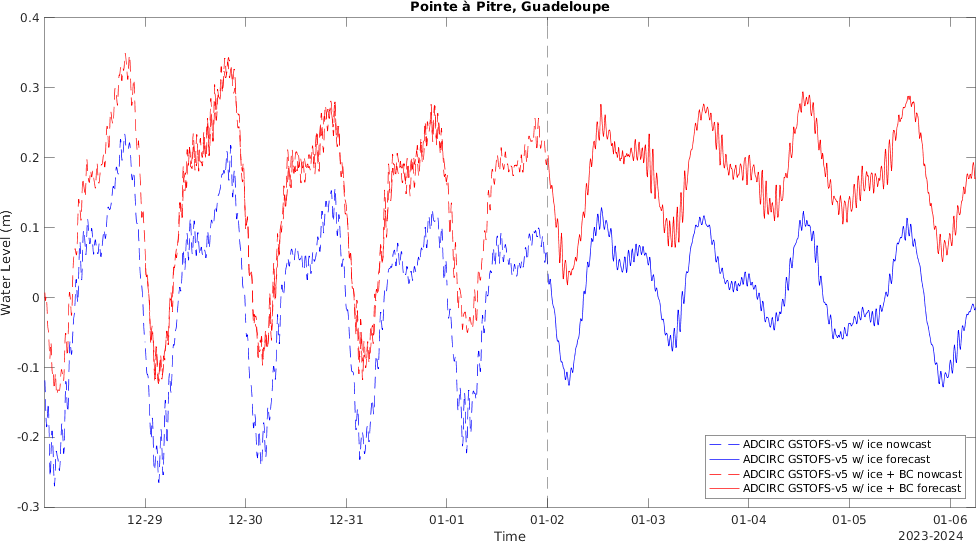 Pointe à Pitre, Guadeloupe
0.4
0.3
0.2
0.1
0
-0.1
-0.2
-0.3
Water Level (m)
12-29 12-30 12-31 01-01 01-02 01-03 01-04 01-05 01-06
Time
2023-2024
ADCIRC GSTOFS-v5 w/ ice nowcast
ADCIRC GSTOFS-v5 w/ ice forecast
ADCIRC GSTOFS-v5 w/ ice + BC nowcast
ADCIRC GSTOFS-v5 w/ ice + BC forecast